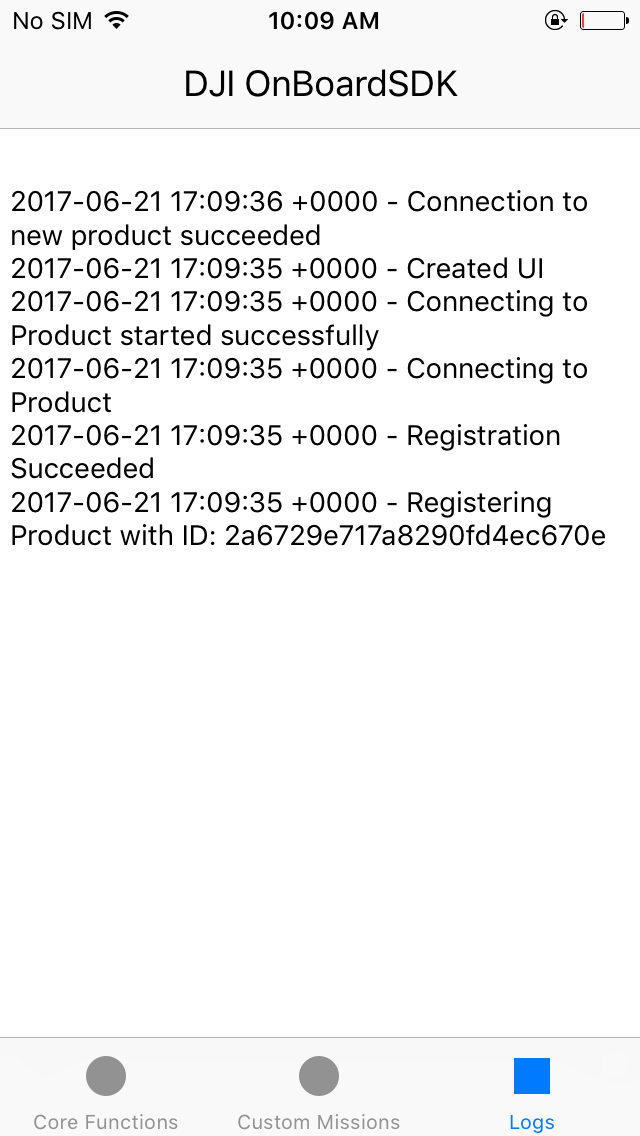 No SIM 10:09 AM
DJI OnBoardSDK
2017-06-21 17:09:36 +0000 - Connection to
new product succeeded
2017-06-21 17:09:35 +0000 - Created UI
2017-06-21 17:09:35 +0000 - Connecting to
Product started successfully
2017-06-21 17:09:35 +0000 - Connecting to
Product
2017-06-21 17:09:35 +0000 - Registration
Succeeded
2017-06-21 17:09:35 +0000 - Registering
Product with ID: 2a6729e717a8290fd4ec670e
Core Functions Custom Missions Logs